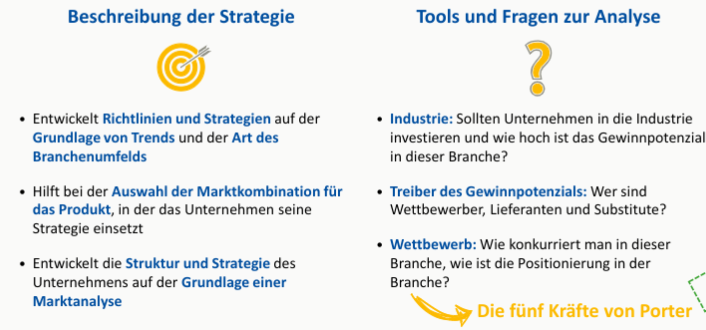 Beschreibung der Strategie
• Entwickelt Richtlinien und Strategien auf der
Grundlage von Trends und der Art des
Branchenumfelds
• Hilft bei der Auswahl der Marktkombination für
das Produkt, in der das Unternehmen seine
Strategie einsetzt
• Entwickelt die Struktur und Strategie des
Unternehmens auf der Grundlage einer
Marktanalyse
Tools und Fragen zur Analyse
?
• Industrie: Sollten Unternehmen in die Industrie
investieren und wie hoch ist das Gewinnpotenzial
in dieser Branche?
• Treiber des Gewinnpotenzials: Wer sind
Wettbewerber, Lieferanten und Substitute?
• Wettbewerb: Wie konkurriert man in dieser
Branche, wie ist die Positionierung in der
Branche?
Die fünf Kräfte von Porter